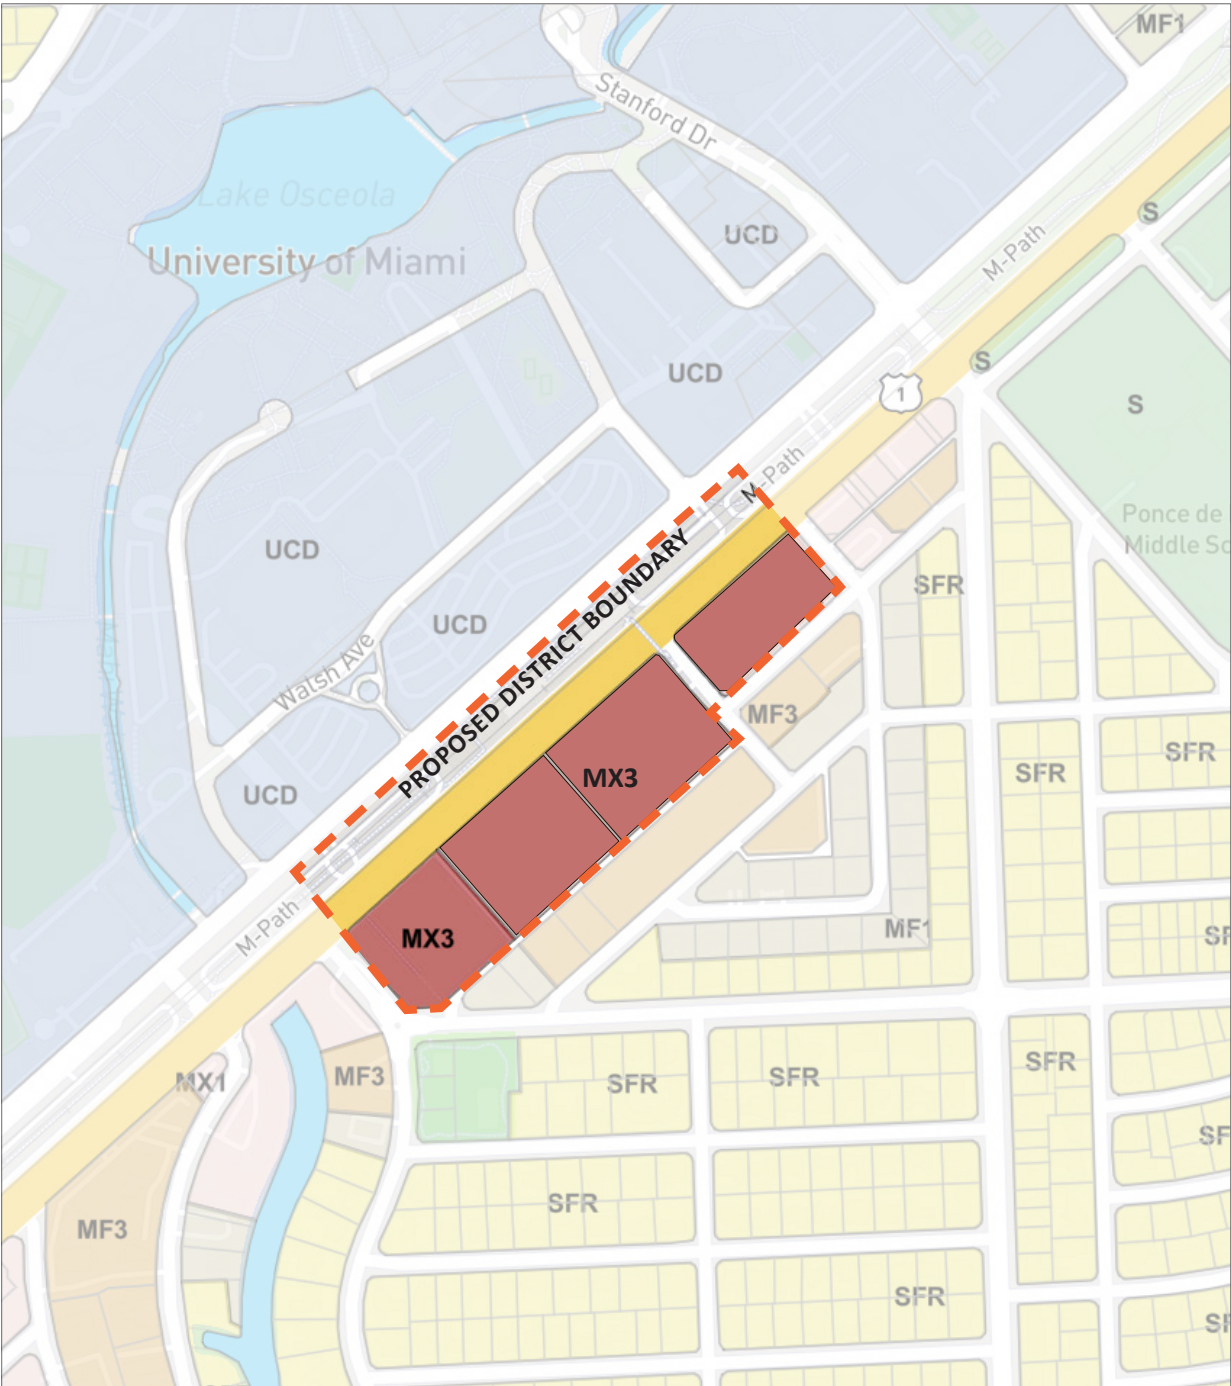 MF1
Stanford Dr
Lake Osceola
S
UCD
M-Path
University of Miami
S
UCD
1
S
M-Path
Ponce de
Middle Sc
UCD
PROPOSED DISTRICT BOUNDARY
SFR
UCD
Walsh Ave
MF3
SFR
SFR
MX3
UCD
M-Path
MX3
MF1
SF
MX1
MF3
SFR
SFR
SFR
SF
SFR
MF3
SFR
SF